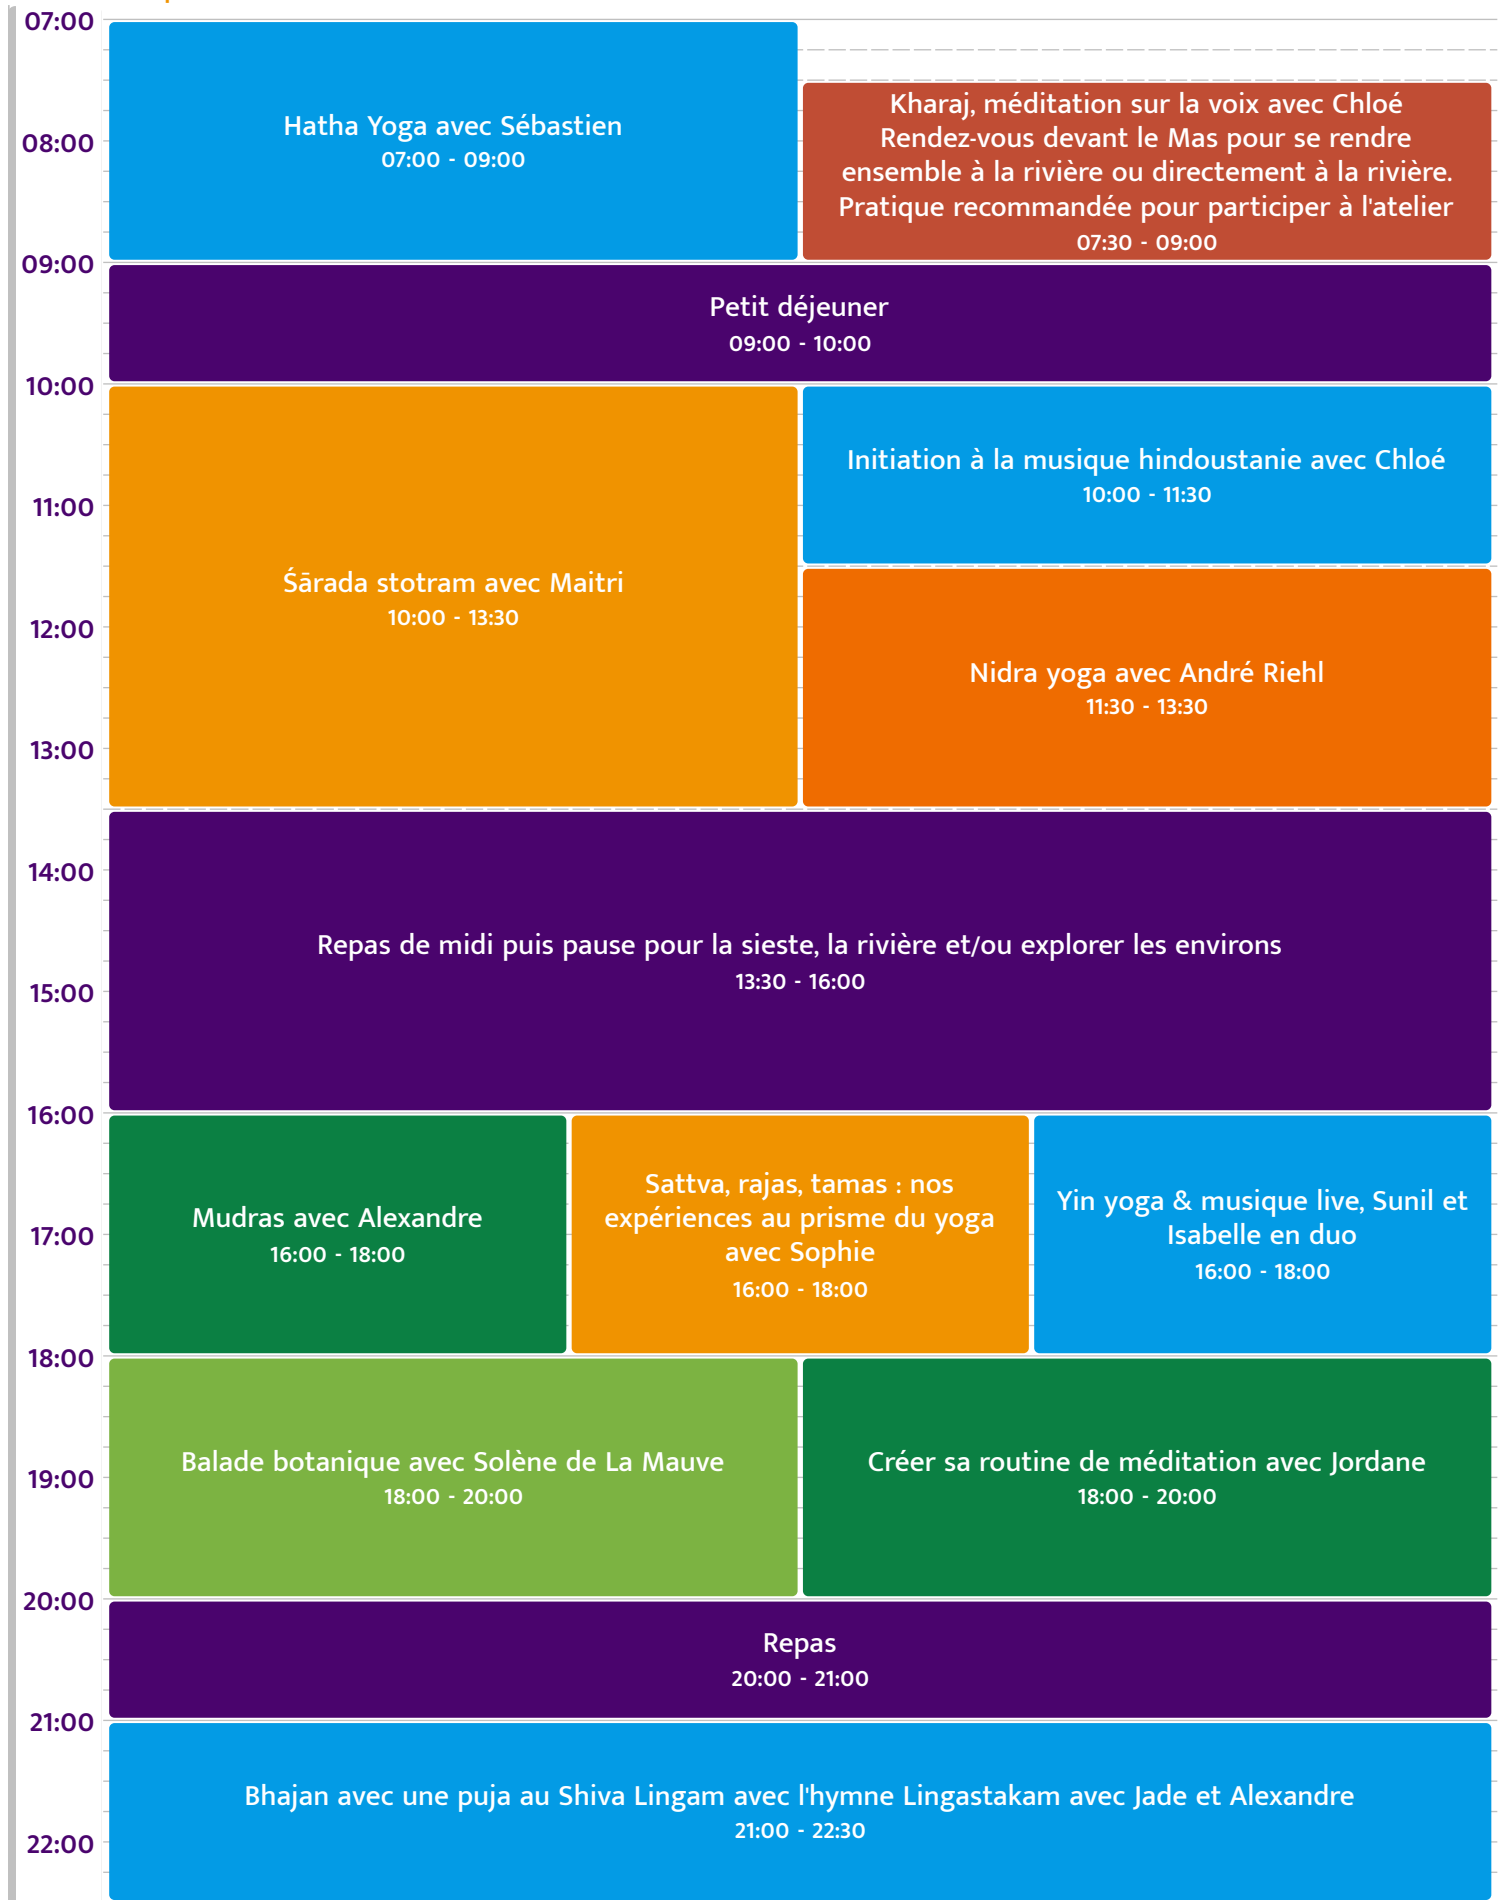 07:00
Hatha Yoga avec Sébastien
07:00 - 09:00
Kharaj, méditation sur la voix avec Chloé
Rendez-vous devant le Mas pour se rendre
ensemble à la rivière ou directement à la rivière.
Pratique recommandée pour participer à l'atelier
07:30 - 09:00
08:00
09:00
Petit déjeuner
09:00 - 10:00
10:00
Śārada stotram avec Maitri
10:00 - 13:30
Initiation à la musique hindoustanie avec Chloé
10:00 - 11:30
11:00
Nidra yoga avec André Riehl
11:30 - 13:30
12:00
13:00
Repas de midi puis pause pour la sieste, la rivière et/ou explorer les environs
13:30 - 16:00
14:00
15:00
16:00
Mudras avec Alexandre
16:00 - 18:00
Sattva, rajas, tamas : nos
expériences au prisme du yoga
avec Sophie
16:00 - 18:00
Yin yoga & musique live, Sunil et
Isabelle en duo
16:00 - 18:00
17:00
18:00
Balade botanique avec Solène de La Mauve
18:00 - 20:00
Créer sa routine de méditation avec Jordane
18:00 - 20:00
19:00
20:00
Repas
20:00 - 21:00
21:00
Bhajan avec une puja au Shiva Lingam avec l'hymne Lingastakam avec Jade et Alexandre
21:00 - 22:30
22:00